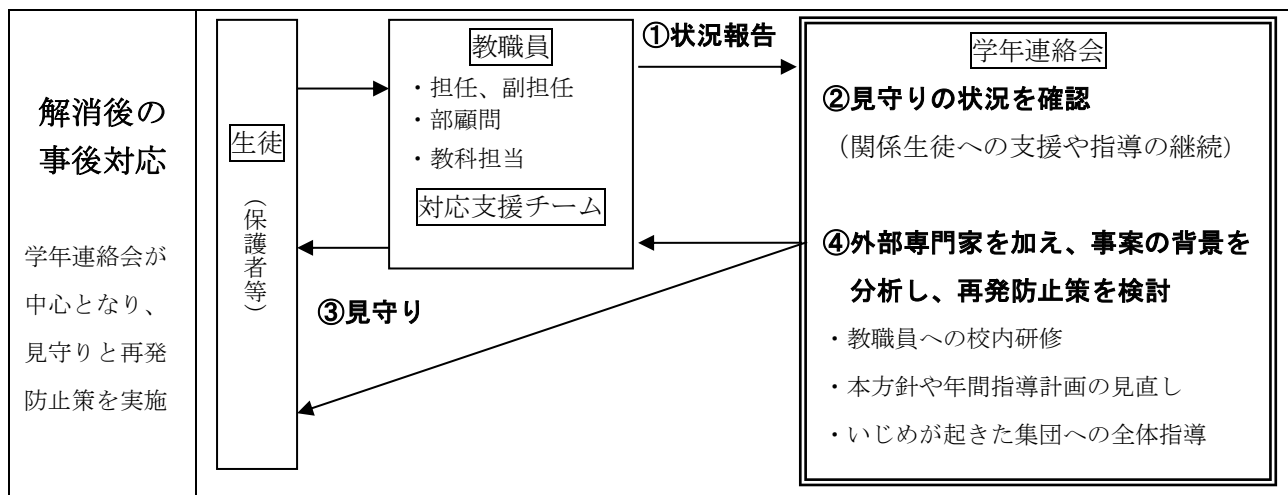 解消後の
事後対応
学年連絡会が
中心となり、
見守りと再発
防止策を実施
生徒
（保護者等）
教職員
・担任、副担任
・部顧問
・教科担当
対応支援チーム
①状況報告
③見守り
学年連絡会
②見守りの状況を確認
（関係生徒への支援や指導の継続）
④外部専門家を加え、事案の背景を
分析し、再発防止策を検討
・教職員への校内研修
・本方針や年間指導計画の見直し
・いじめが起きた集団への全体指導